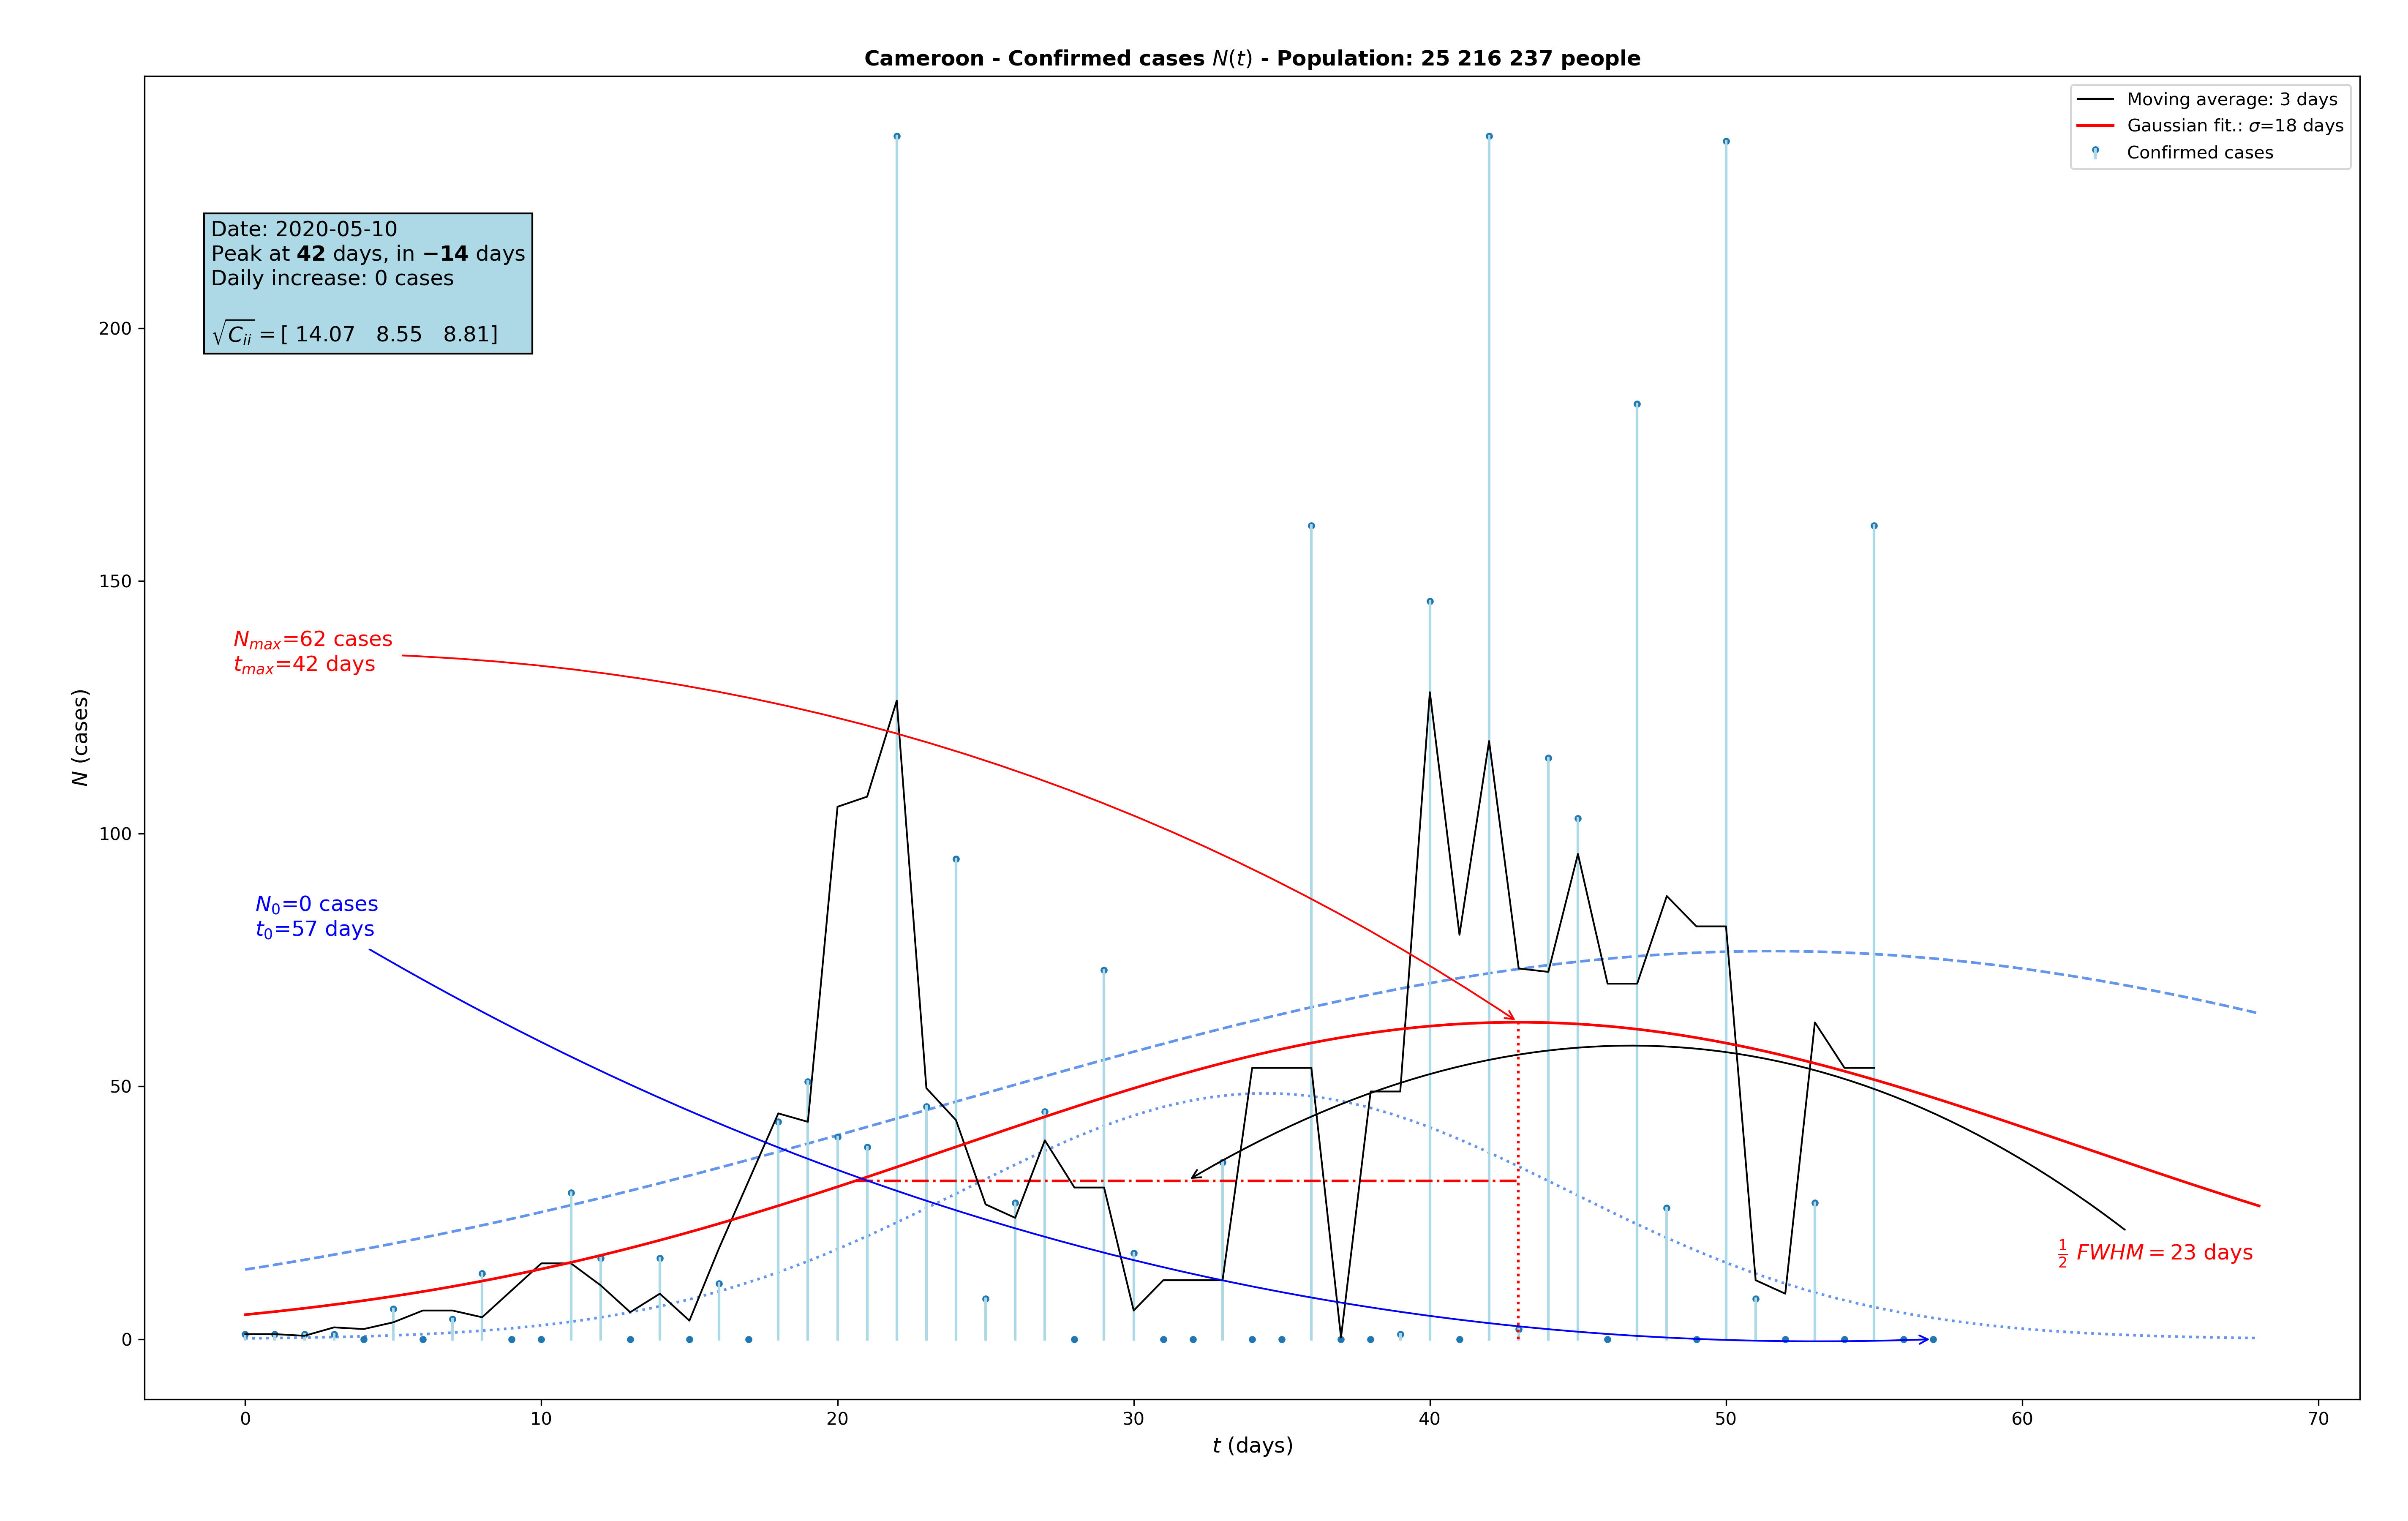 Cameroon - Confirmed cases N(t) - Population: 25 216 237 people
Moving average: 3 days
Gaussian fit.: σ=18 days
Confirmed cases
Date: 2020-05-10
Peak at 42 days, in −14 days
Daily increase: 0 cases
√C_ii = [ 14.07 8.55 8.81]
N_max=62 cases
t_max=42 days
N_0=0 cases
t_0=57 days
½ FWHM = 23 days
N (cases)
200
150
100
50
0
0 10 20 30 40 50 60 70
t (days)